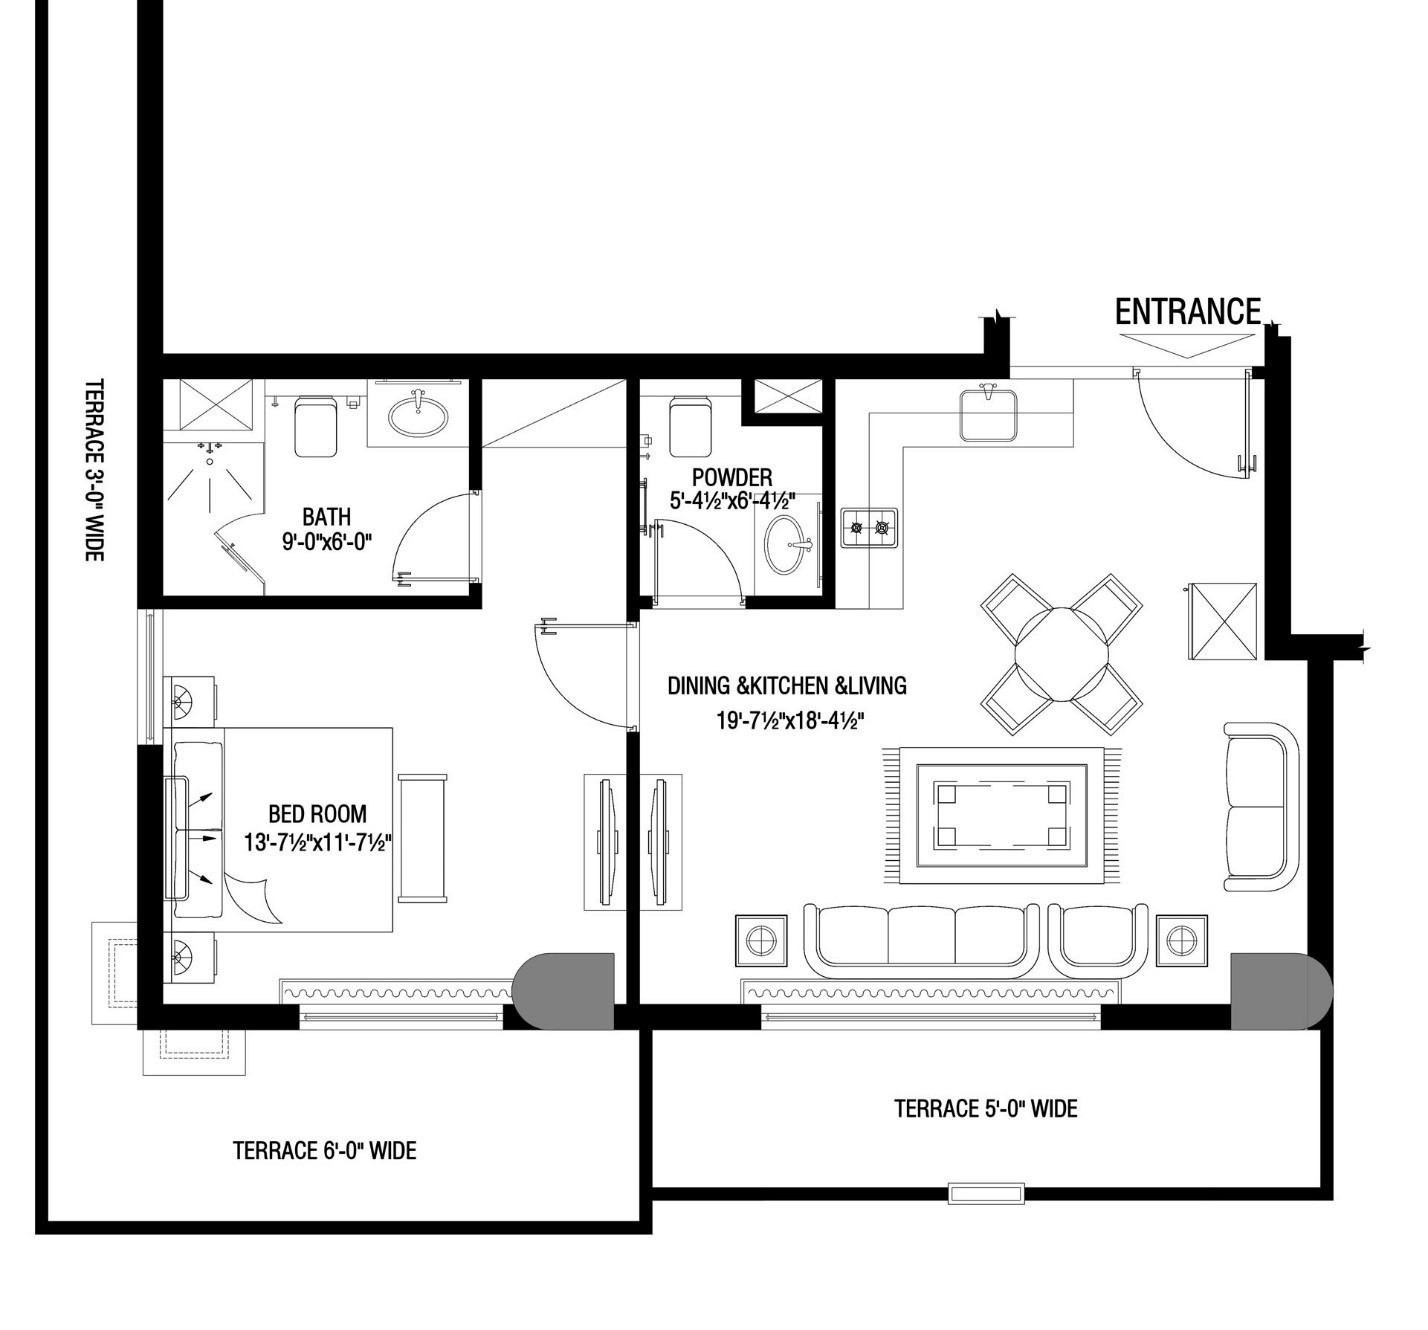 ENTRANCE
TERRACE 3'-0" WIDE
POWDER
5'-4½"x6'-4½"
BATH
9'-0"x6'-0"
DINING &KITCHEN &LIVING
19'-7½"x18'-4½"
BED ROOM
13'-7½"x11'-7½"
TERRACE 5'-0" WIDE
TERRACE 6'-0" WIDE